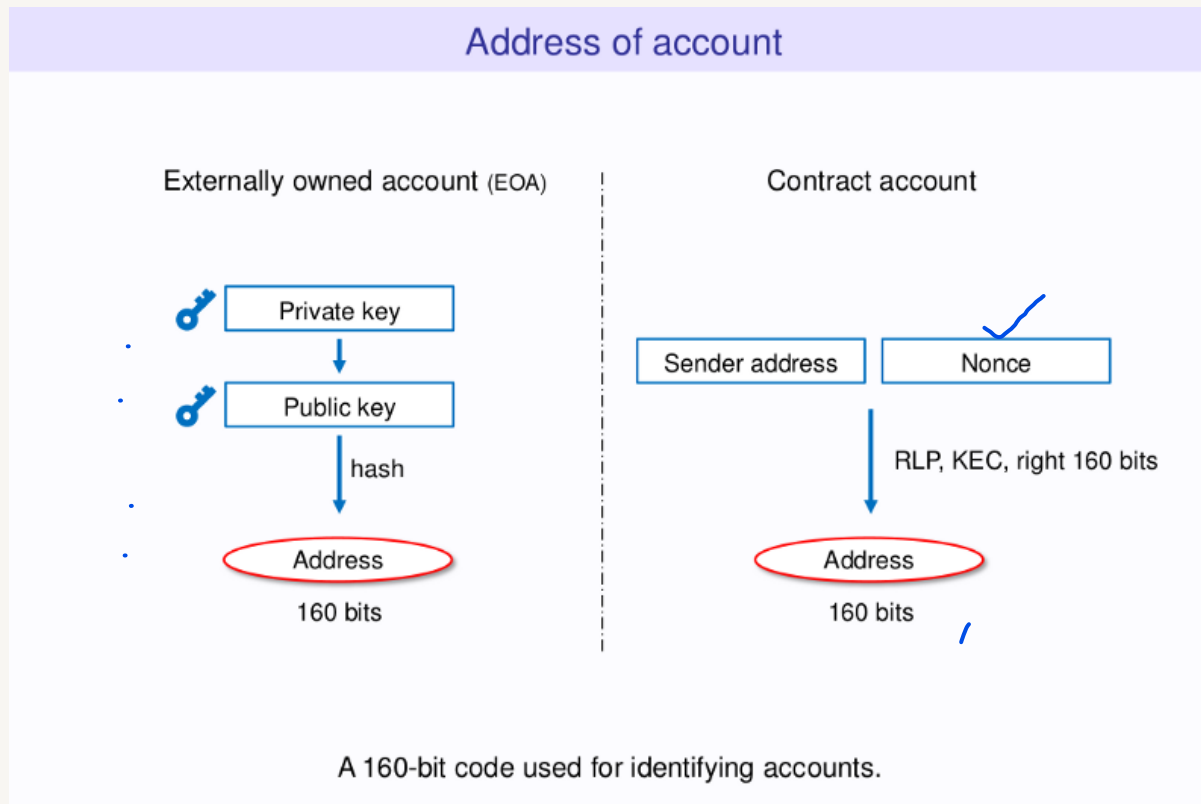 Address of account
Externally owned account (EOA)
Private key
Public key
hash
Address
160 bits
Contract account
Sender address
Nonce
RLP, KEC, right 160 bits
Address
160 bits
A 160-bit code used for identifying accounts.